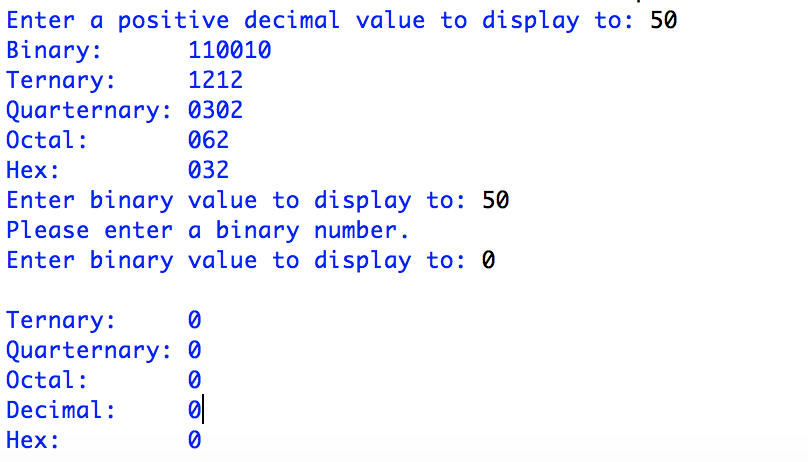 Enter a positive decimal value to display to: 50
Binary: 110010
Ternary: 1212
Quarternary: 0302
Octal: 062
Hex: 032
Enter binary value to display to: 50
Please enter a binary number.
Enter binary value to display to: 0
Ternary: 0
Quarternary: 0
Octal: 0
Decimal: 0
Hex: 0